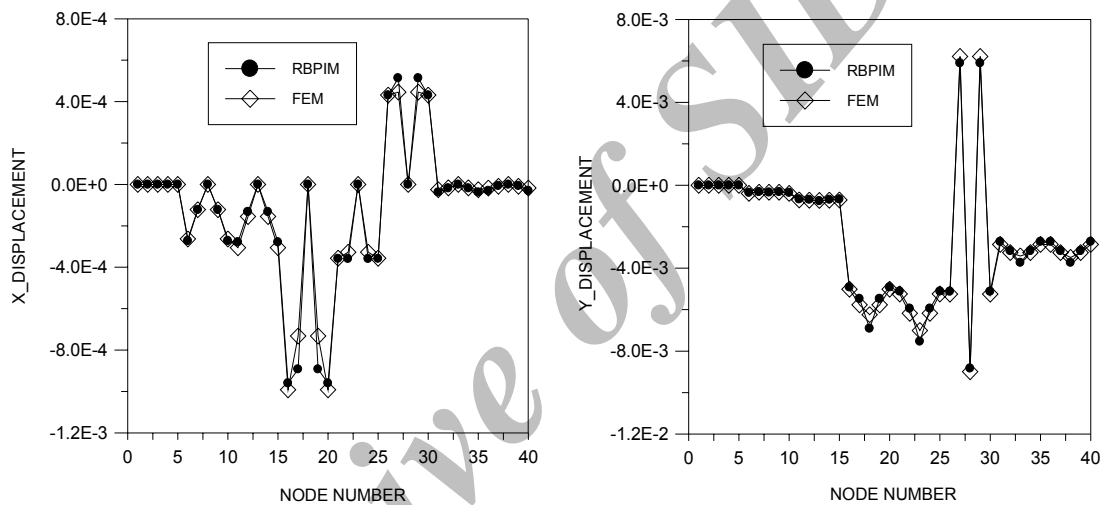 8.0E-4
4.0E-4
0.0E+0
-4.0E-4
-8.0E-4
-1.2E-3
X_DISPLACEMENT
RBPIM
FEM
0 5 10 15 20 25 30 35 40
NODE NUMBER
8.0E-3
4.0E-3
0.0E+0
-4.0E-3
-8.0E-3
-1.2E-2
Y_DISPLACEMENT
RBPIM
FEM
0 5 10 15 20 25 30 35 40
NODE NUMBER
ive of SI